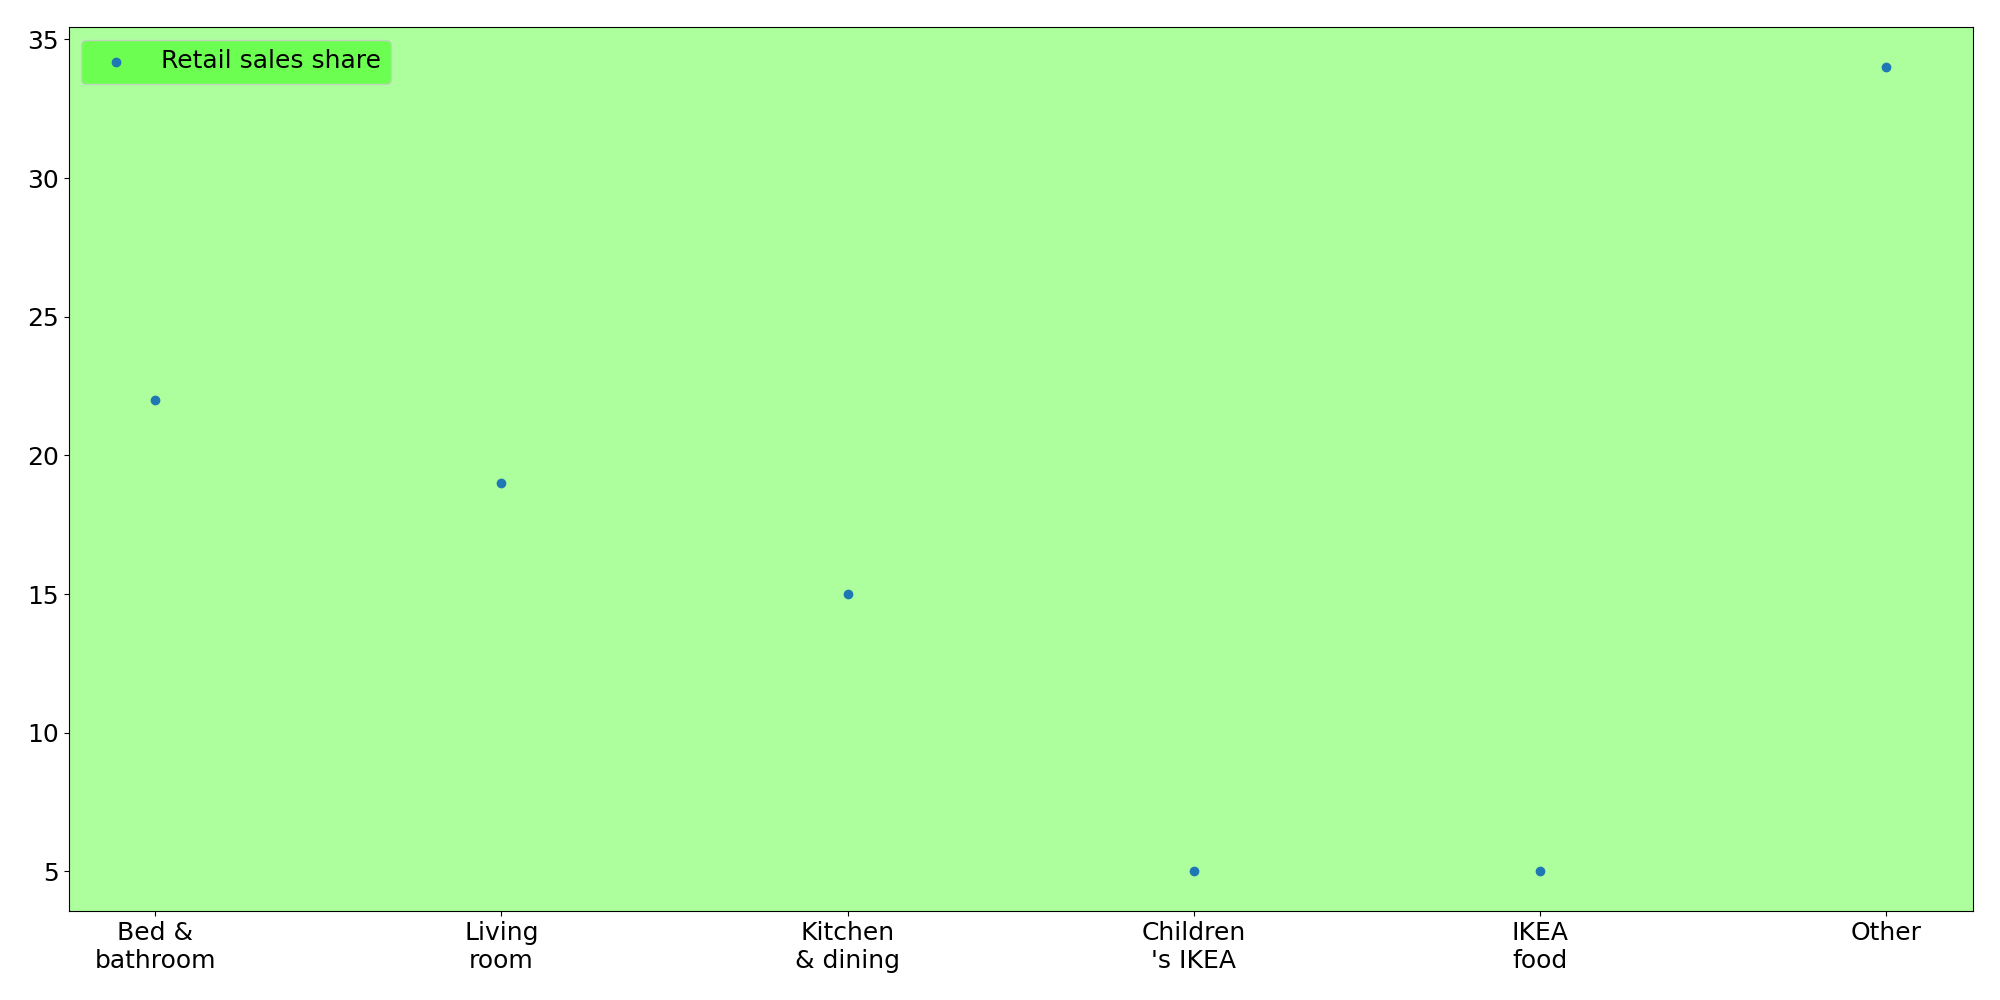 35
Retail sales share
30
25
20
15
10
5
Bed &
bathroom
Living
room
Kitchen
& dining
Children
's IKEA
IKEA
food
Other